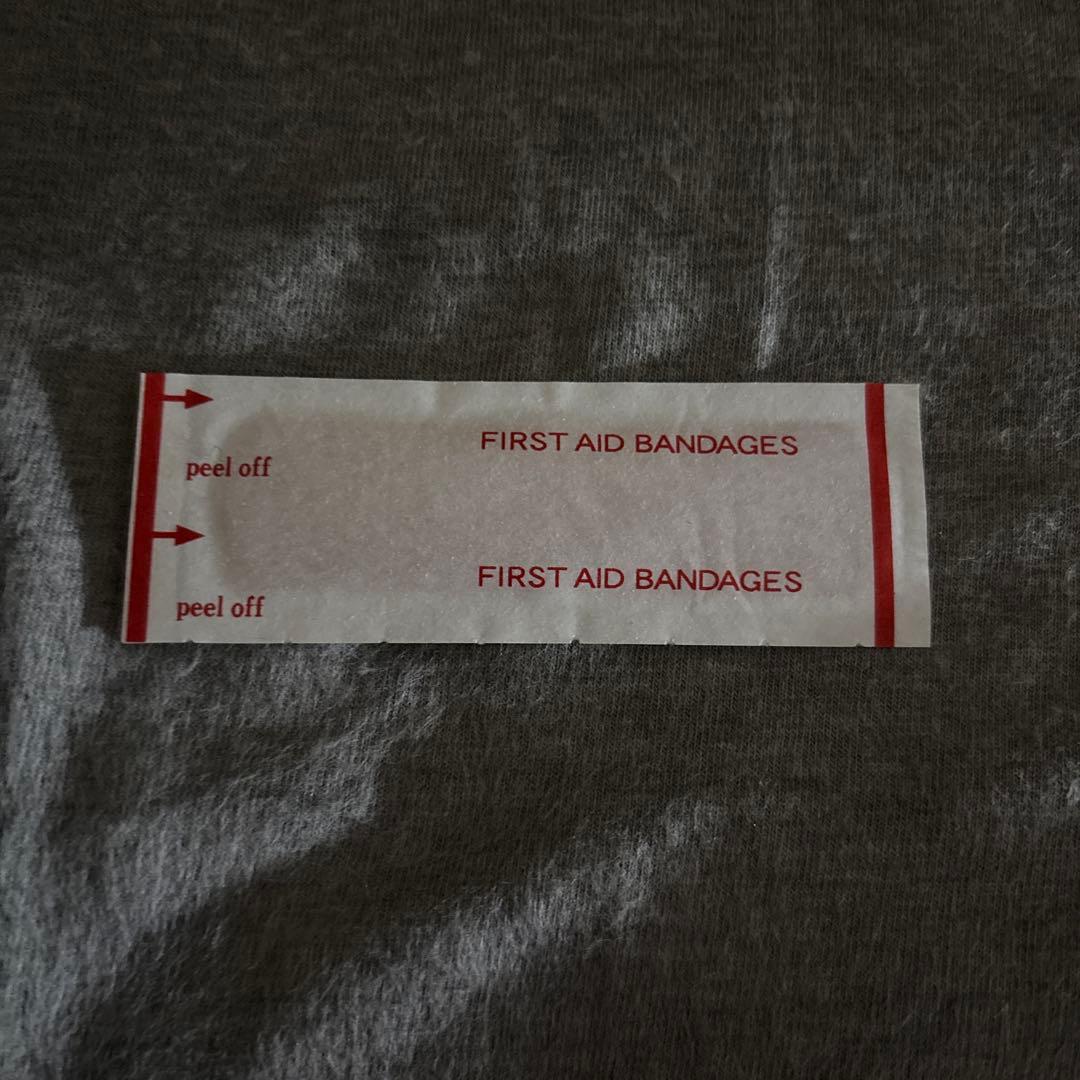 FIRST AID BANDAGES
peel off
FIRST AID BANDAGES
peel off